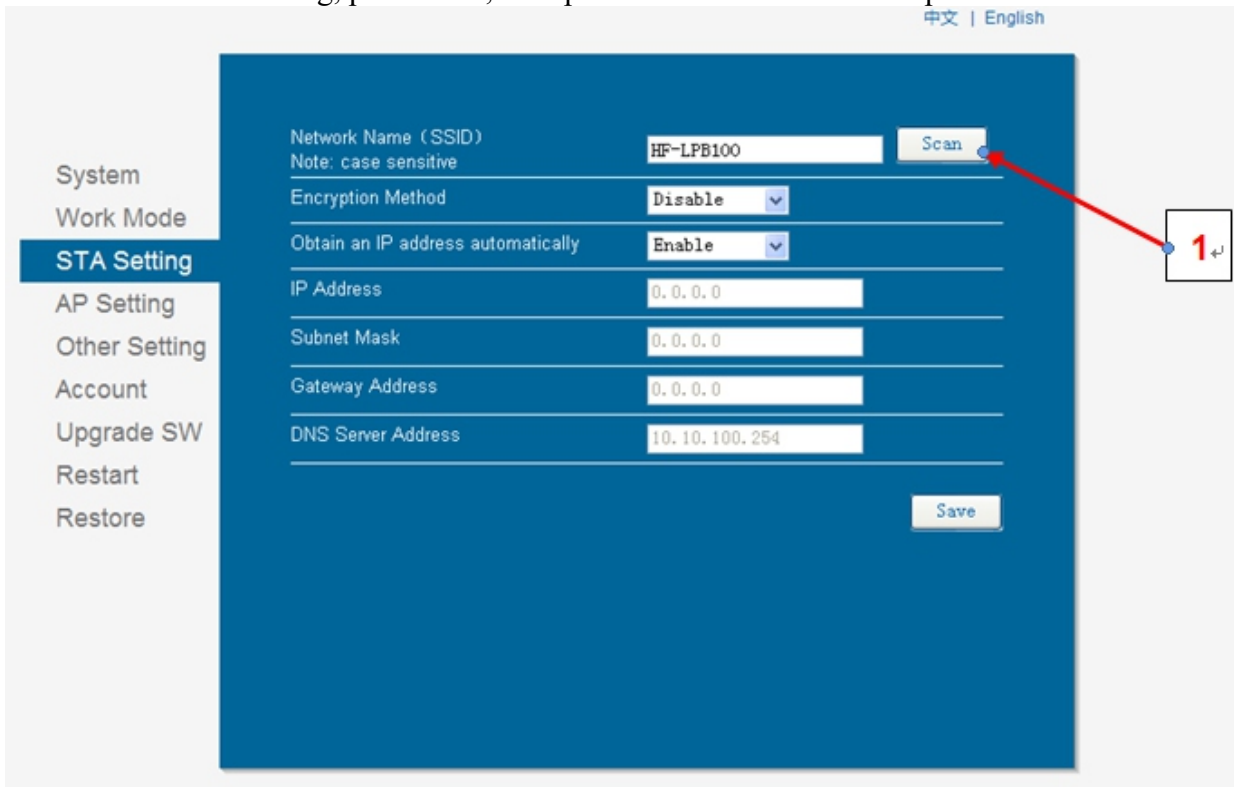 中文 | English
System
Work Mode
STA Setting
AP Setting
Other Setting
Account
Upgrade SW
Restart
Restore
Network Name（SSID）
Note: case sensitive
HF-LPB100
Scan
Encryption Method
Disable
Obtain an IP address automatically
Enable
IP Address
0.0.0.0
Subnet Mask
0.0.0.0
Gateway Address
0.0.0.0
DNS Server Address
10.10.100.254
Save
1